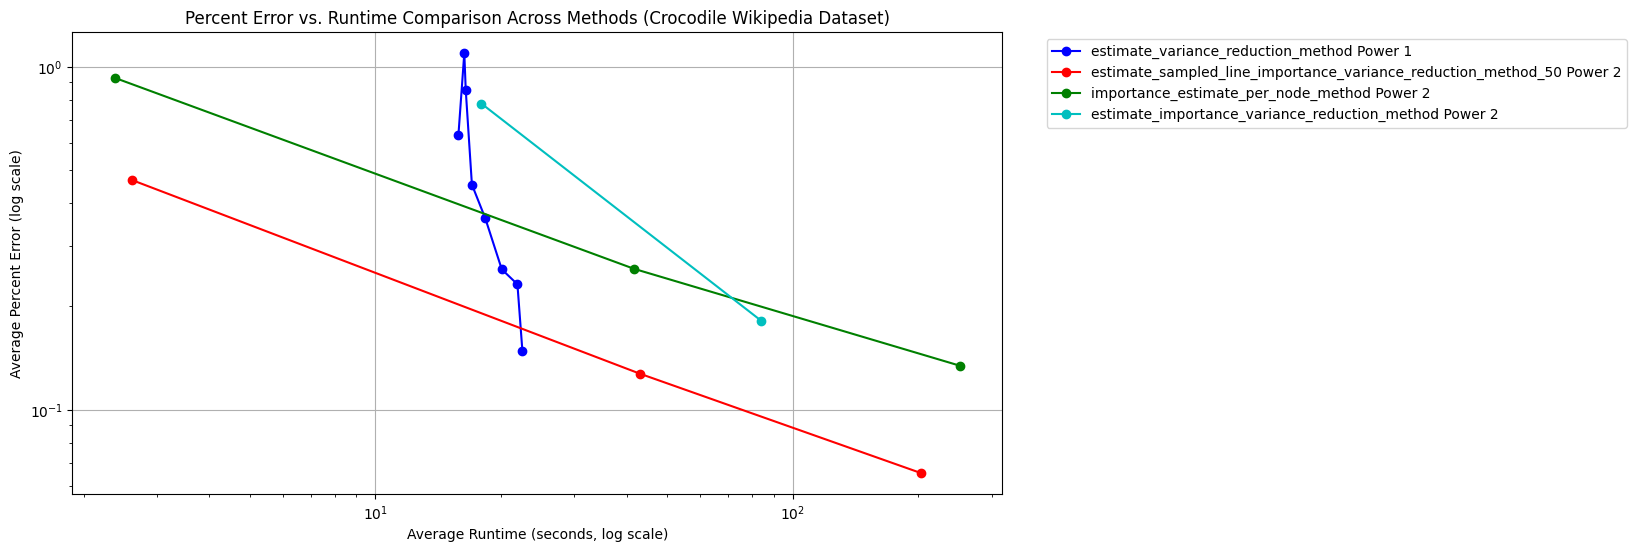 Percent Error vs. Runtime Comparison Across Methods (Crocodile Wikipedia Dataset)
estimate_variance_reduction_method Power 1
estimate_sampled_line_importance_variance_reduction_method_50 Power 2
importance_estimate_per_node_method Power 2
estimate_importance_variance_reduction_method Power 2
Average Percent Error (log scale)
10⁰
10⁻¹
10¹
10²
Average Runtime (seconds, log scale)